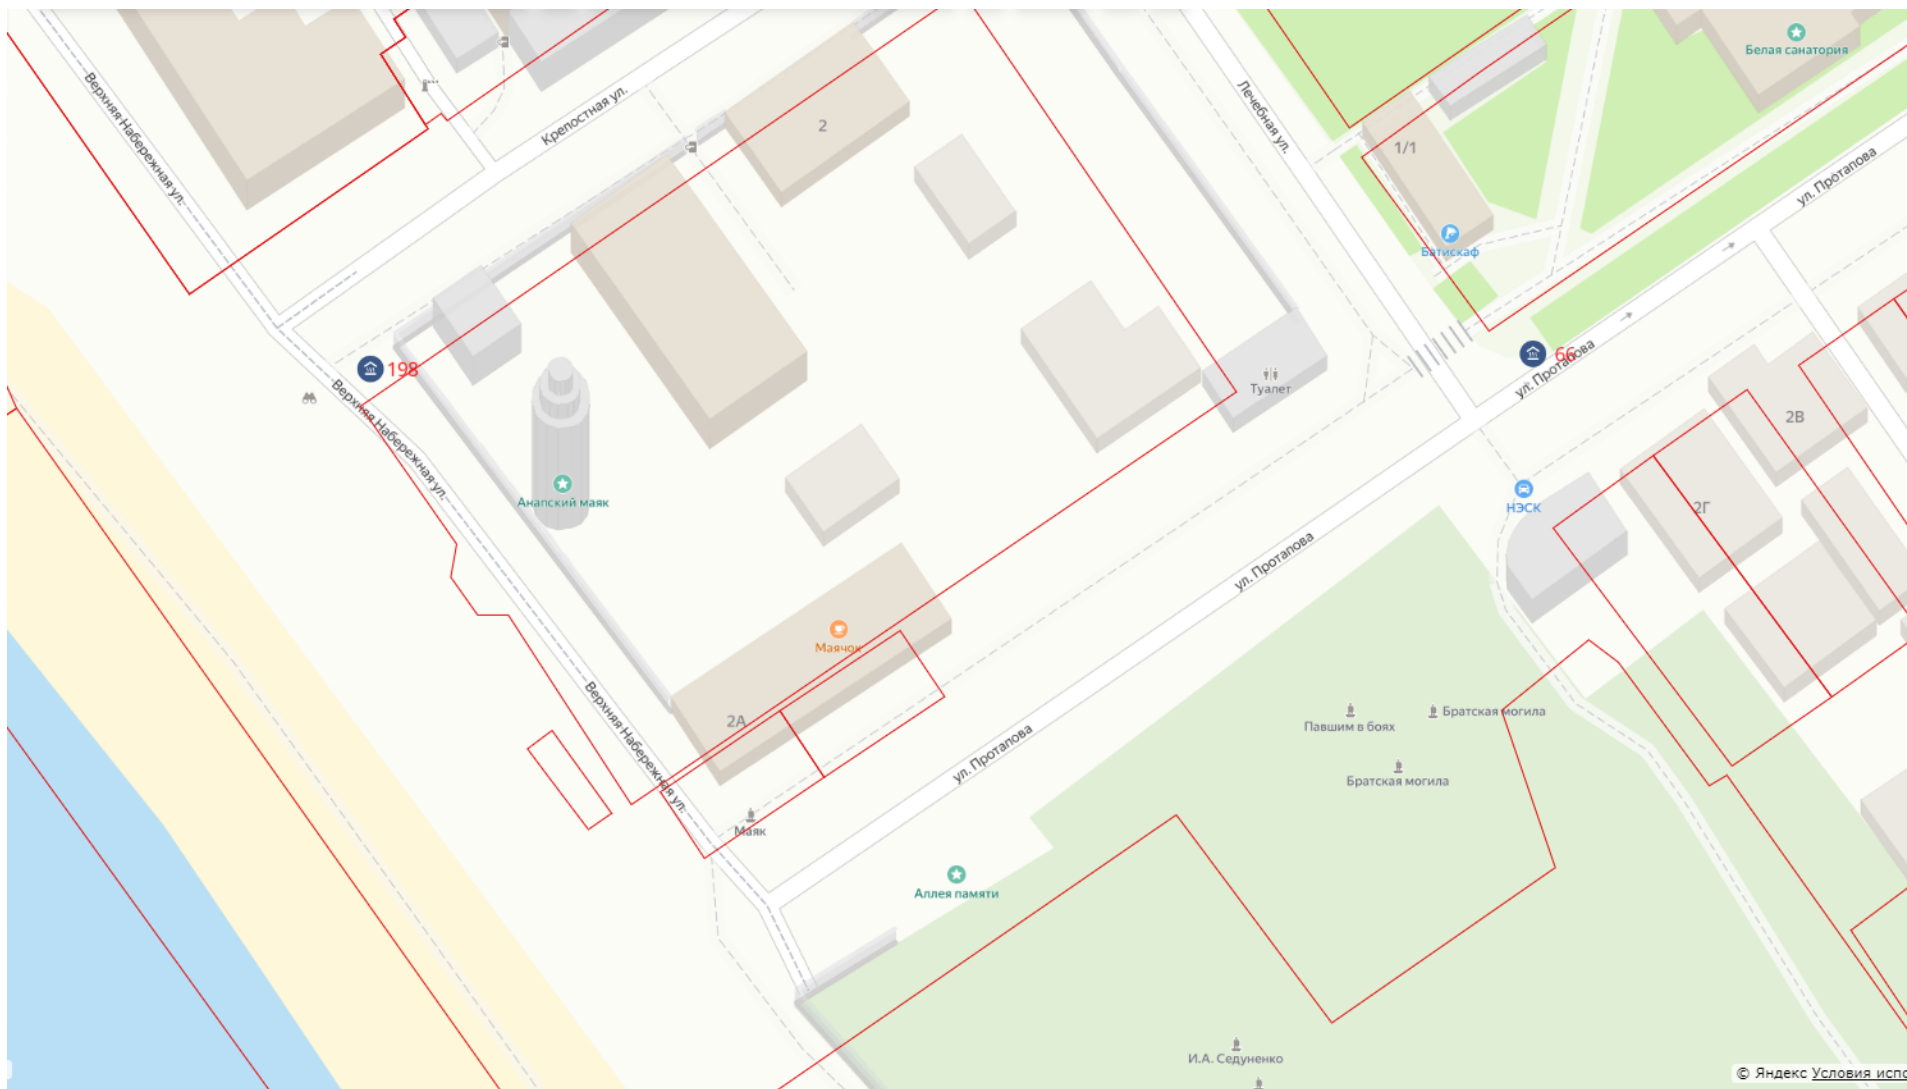 Белая санатория
Верхняя Набережная ул.
Крепостная ул.
Лечебная ул.
2
1/1
ул. Протапова
Батискаф
198
66
ул. Протапова
Верхняя Набережная ул.
Туалет
2В
Анапский маяк
НЭСК
2Г
ул. Протапова
Маячок
2А
Верхняя Набережная ул.
Павшим в боях
Братская могила
ул. Протапова
Братская могила
Маяк
Аллея памяти
И.А. Седуненко
© Яндекс Условия испо